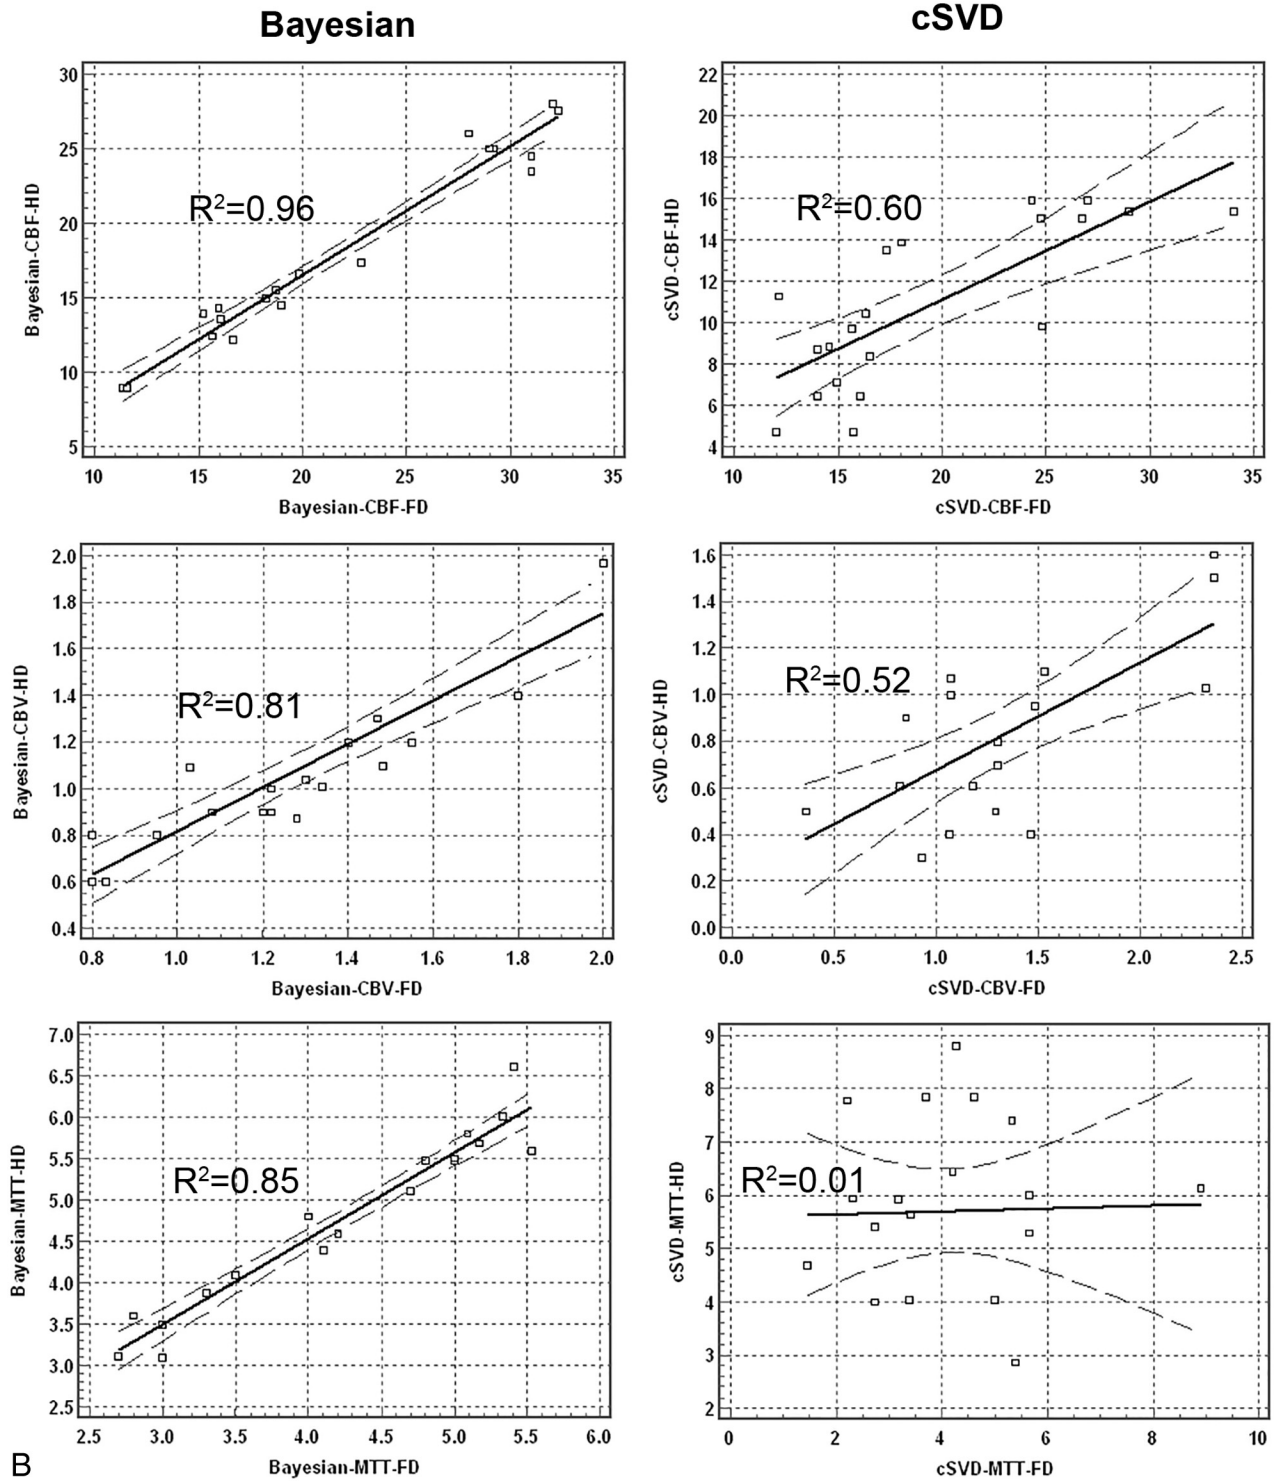 Bayesian
cSVD
30
25
20
15
10
5
Bayesian-CBF-HD
R²=0.96
10 15 20 25 30 35
Bayesian-CBF-FD
22
20
18
16
14
12
10
8
6
4
cSVD-CBF-HD
R²=0.60
10 15 20 25 30 35
cSVD-CBF-FD
2.0
1.8
1.6
1.4
1.2
1.0
0.8
0.6
0.4
Bayesian-CBV-HD
R²=0.81
0.8 1.0 1.2 1.4 1.6 1.8 2.0
Bayesian-CBV-FD
1.6
1.4
1.2
1.0
0.8
0.6
0.4
0.2
0.0
cSVD-CBV-HD
R²=0.52
0.0 0.5 1.0 1.5 2.0 2.5
cSVD-CBV-FD
7.0
6.5
6.0
5.5
5.0
4.5
4.0
3.5
3.0
2.5
Bayesian-MTT-HD
R²=0.85
2.5 3.0 3.5 4.0 4.5 5.0 5.5 6.0
Bayesian-MTT-FD
9
8
7
6
5
4
3
2
cSVD-MTT-HD
R²=0.01
0 2 4 6 8 10
cSVD-MTT-FD
B